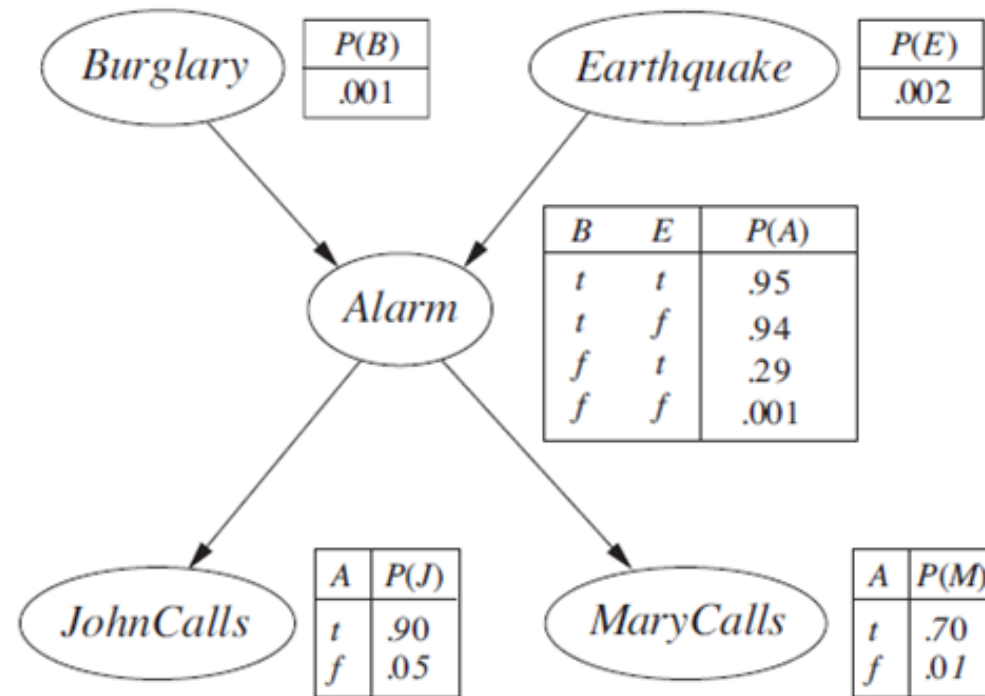 Burglary
P(B)
.001
Earthquake
P(E)
.002
Alarm
B E P(A)
t t .95
t f .94
f t .29
f f .001
JohnCalls
A P(J)
t .90
f .05
MaryCalls
A P(M)
t .70
f .01